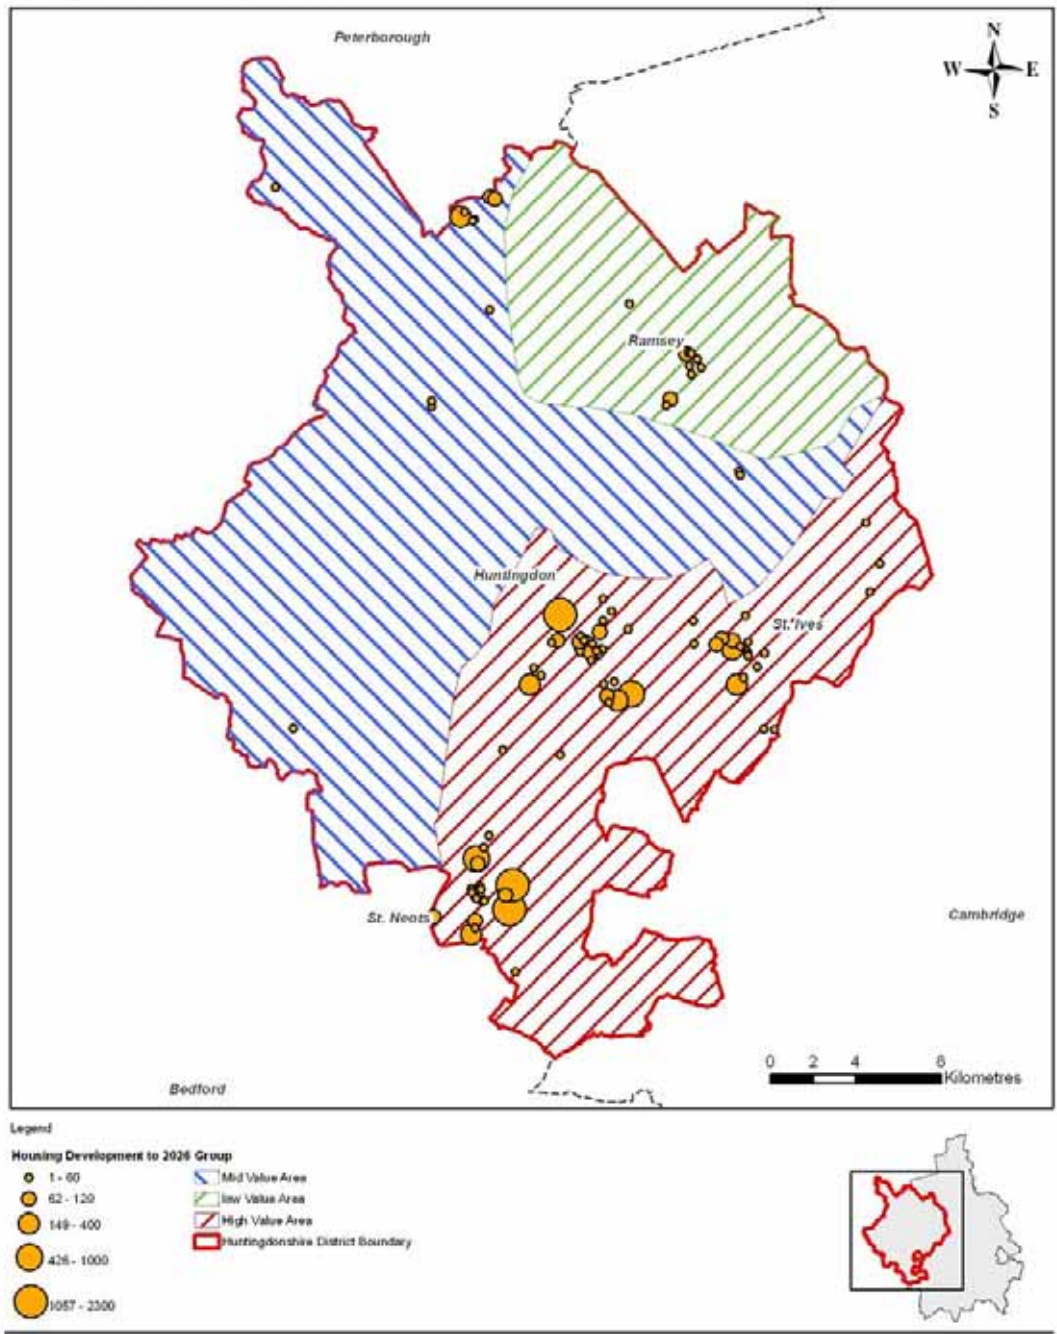 Peterborough
N
W E
S
Ramsey
Huntingdon
St.'Ives
St. Neots
Cambridge
Bedford
0 2 4 8
Kilometres
Legend
Housing Development to 2026 Group
1 - 60
62 - 120
149 - 400
426 - 1000
1057 - 2300
Mid Value Area
low Value Area
High Value Area
Huntingdonshire District Boundary